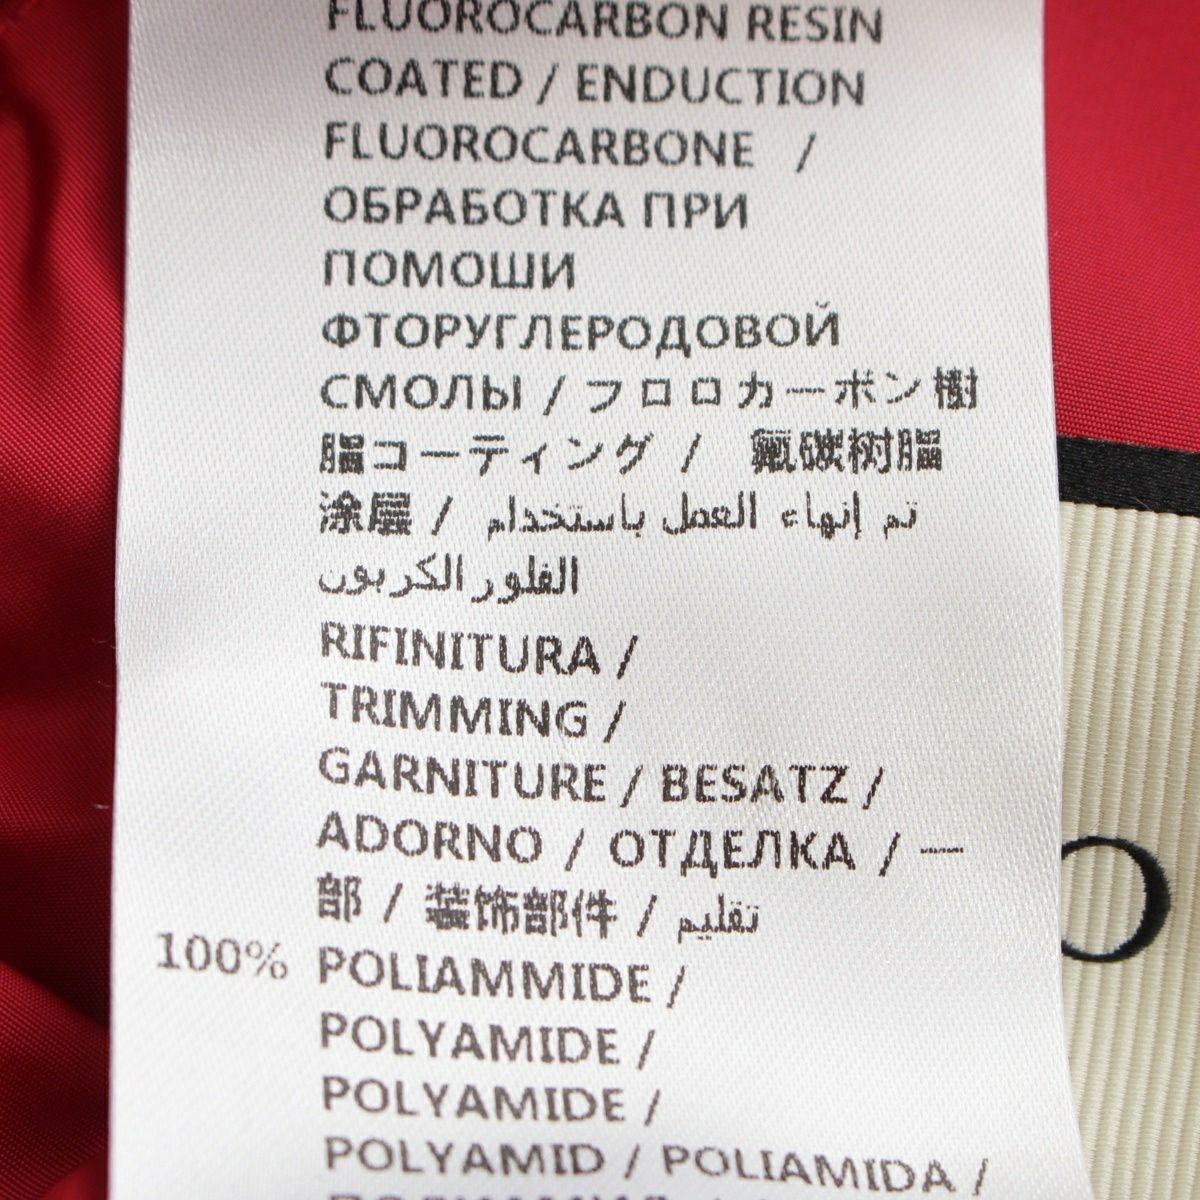 FLUOROCARBON RESIN
COATED / ENDUCTION
FLUOROCARBONE /
ОБРАБОТКА ПРИ
ПОМОШИ
ФТОРУГЛЕРОДОВОЙ
СМОЛЫ / フロロカーボン樹
脂コーティング / 氟碳树脂
涂层 / تم إنهاء العمل باستخدام
الفلور الكربون
RIFINITURA /
TRIMMING /
GARNITURE / BESATZ /
ADORNO / ОТДЕЛКА / 一
部 / 装饰部件 / تقليم
100% POLIAMMIDE /
POLYAMIDE /
POLYAMIDE /
POLYAMID / POLIAMIDA /
O